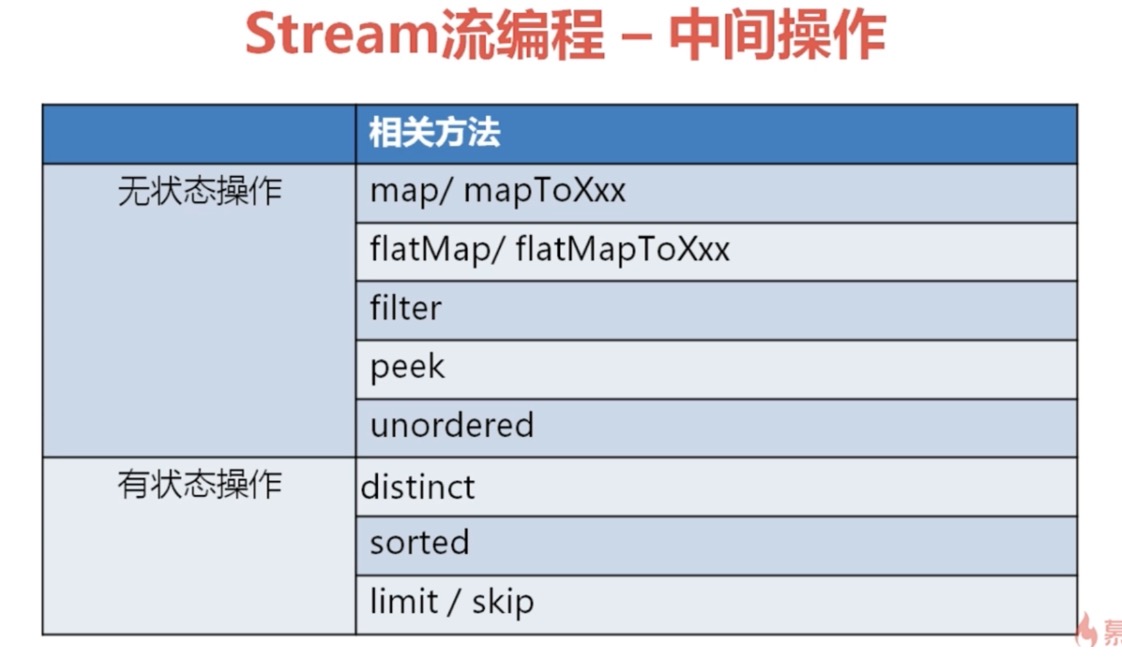 Stream流编程 – 中间操作
相关方法
无状态操作
map/ mapToXxx
flatMap/ flatMapToXxx
filter
peek
unordered
有状态操作
distinct
sorted
limit / skip
慕